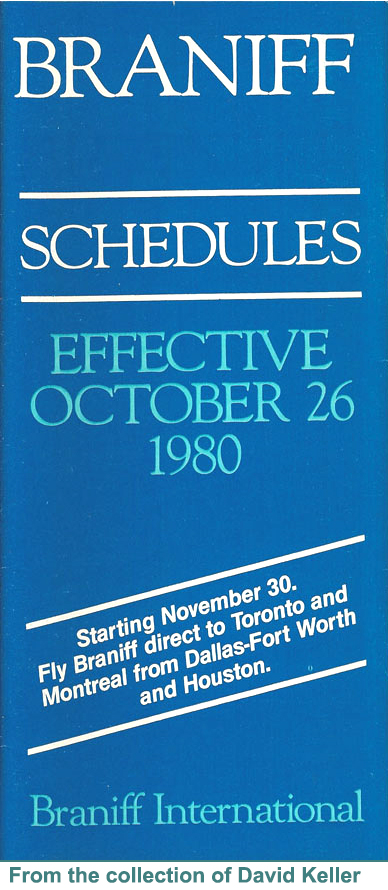 BRANIFF
SCHEDULES
EFFECTIVE
OCTOBER 26
1980
Starting November 30.
Fly Braniff direct to Toronto and
Montreal from Dallas-Fort Worth
and Houston.
Braniff International
From the collection of David Keller